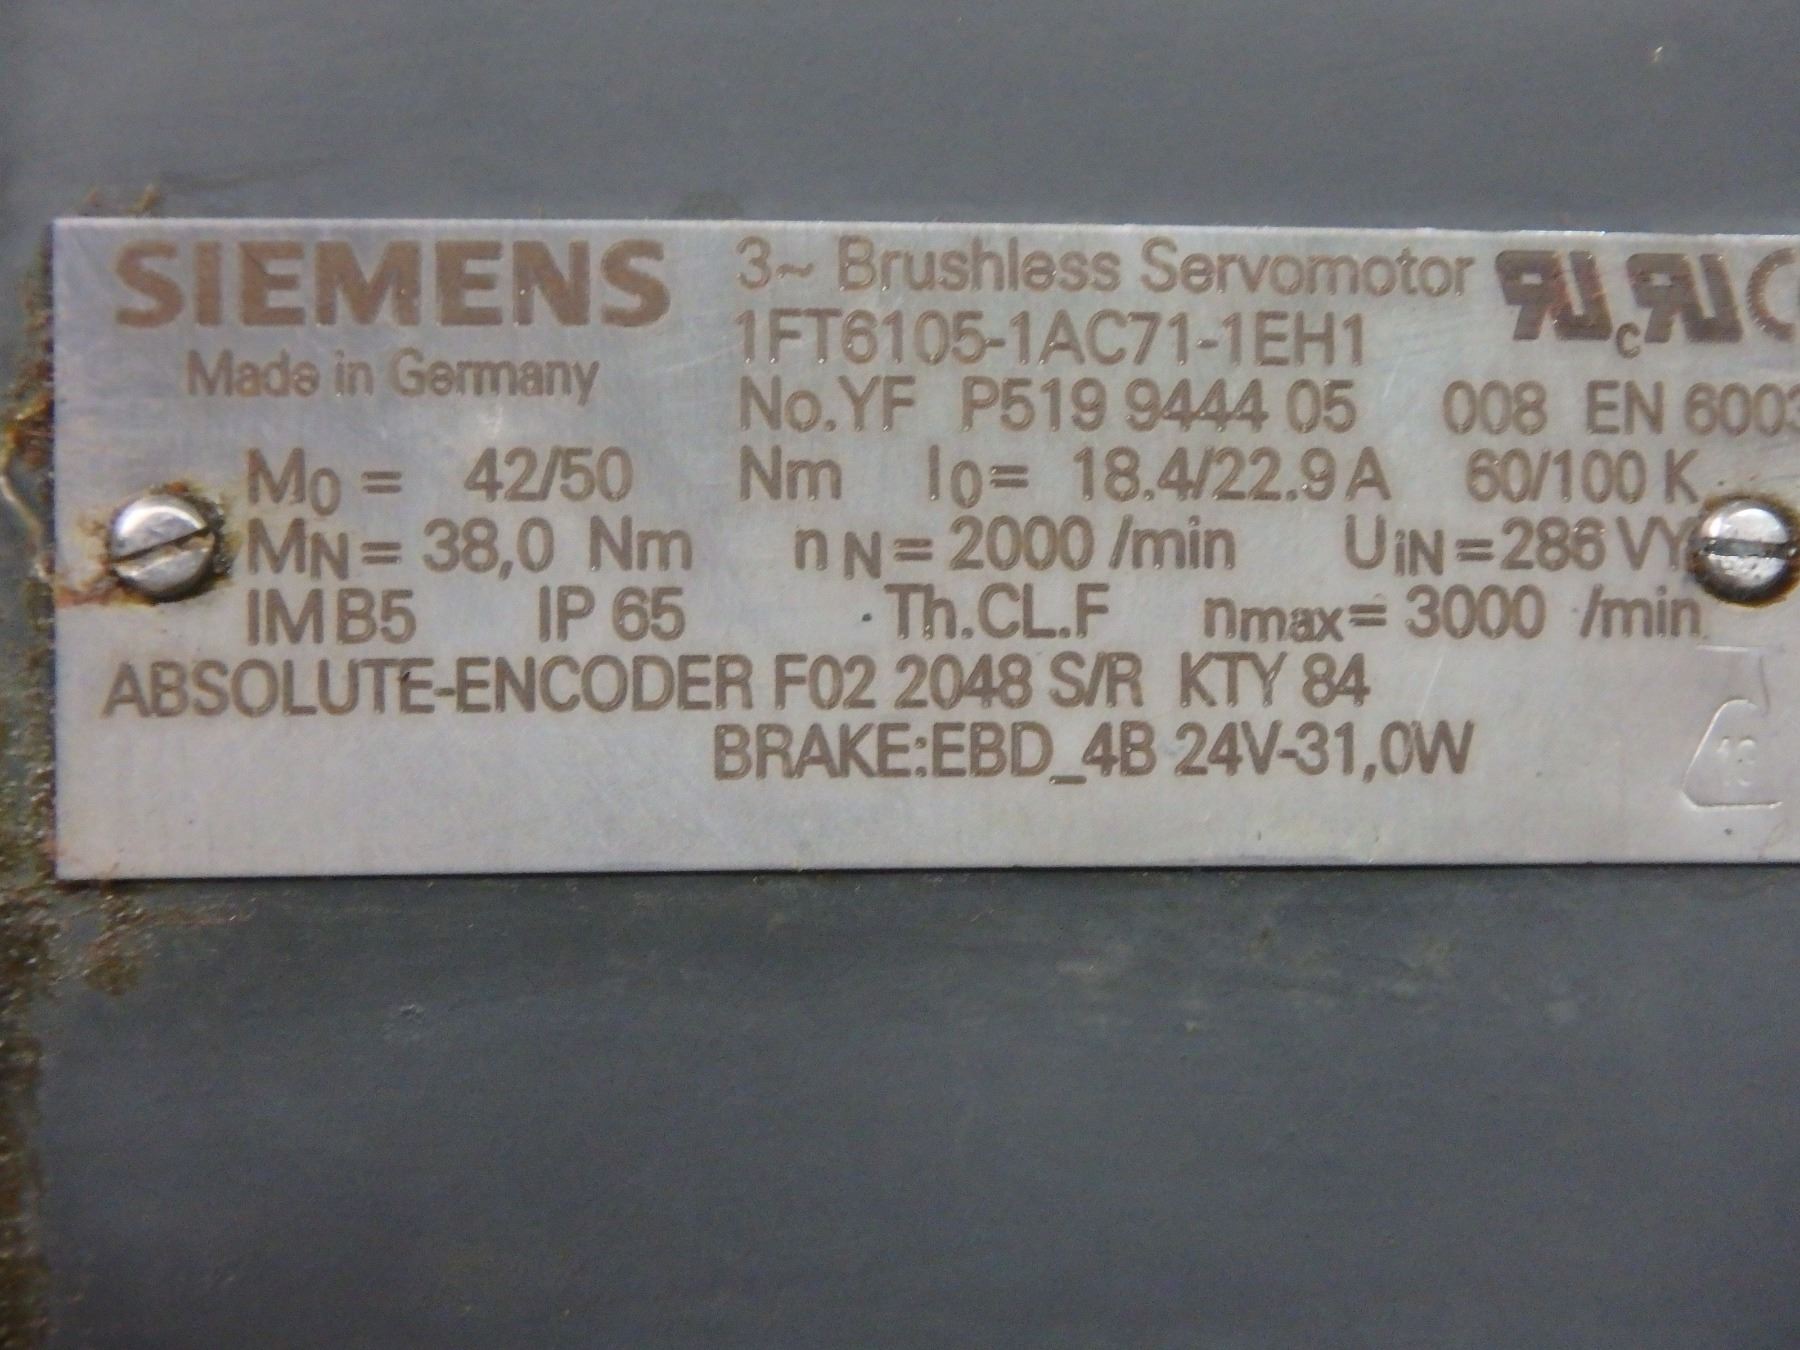 SIEMENS 3~ Brushless Servomotor
1FT6105-1AC71-1EH1
Made in Germany
No.YF P519 9444 05 008 EN 6003
M0 = 42/50 Nm I0= 18.4/22.9 A 60/100 K
MN = 38,0 Nm n N = 2000 /min UiN =286 VY
IM B5 IP 65 Th.CL.F nmax= 3000 /min
ABSOLUTE-ENCODER F02 2048 S/R KTY 84
BRAKE:EBD_4B 24V-31,0W